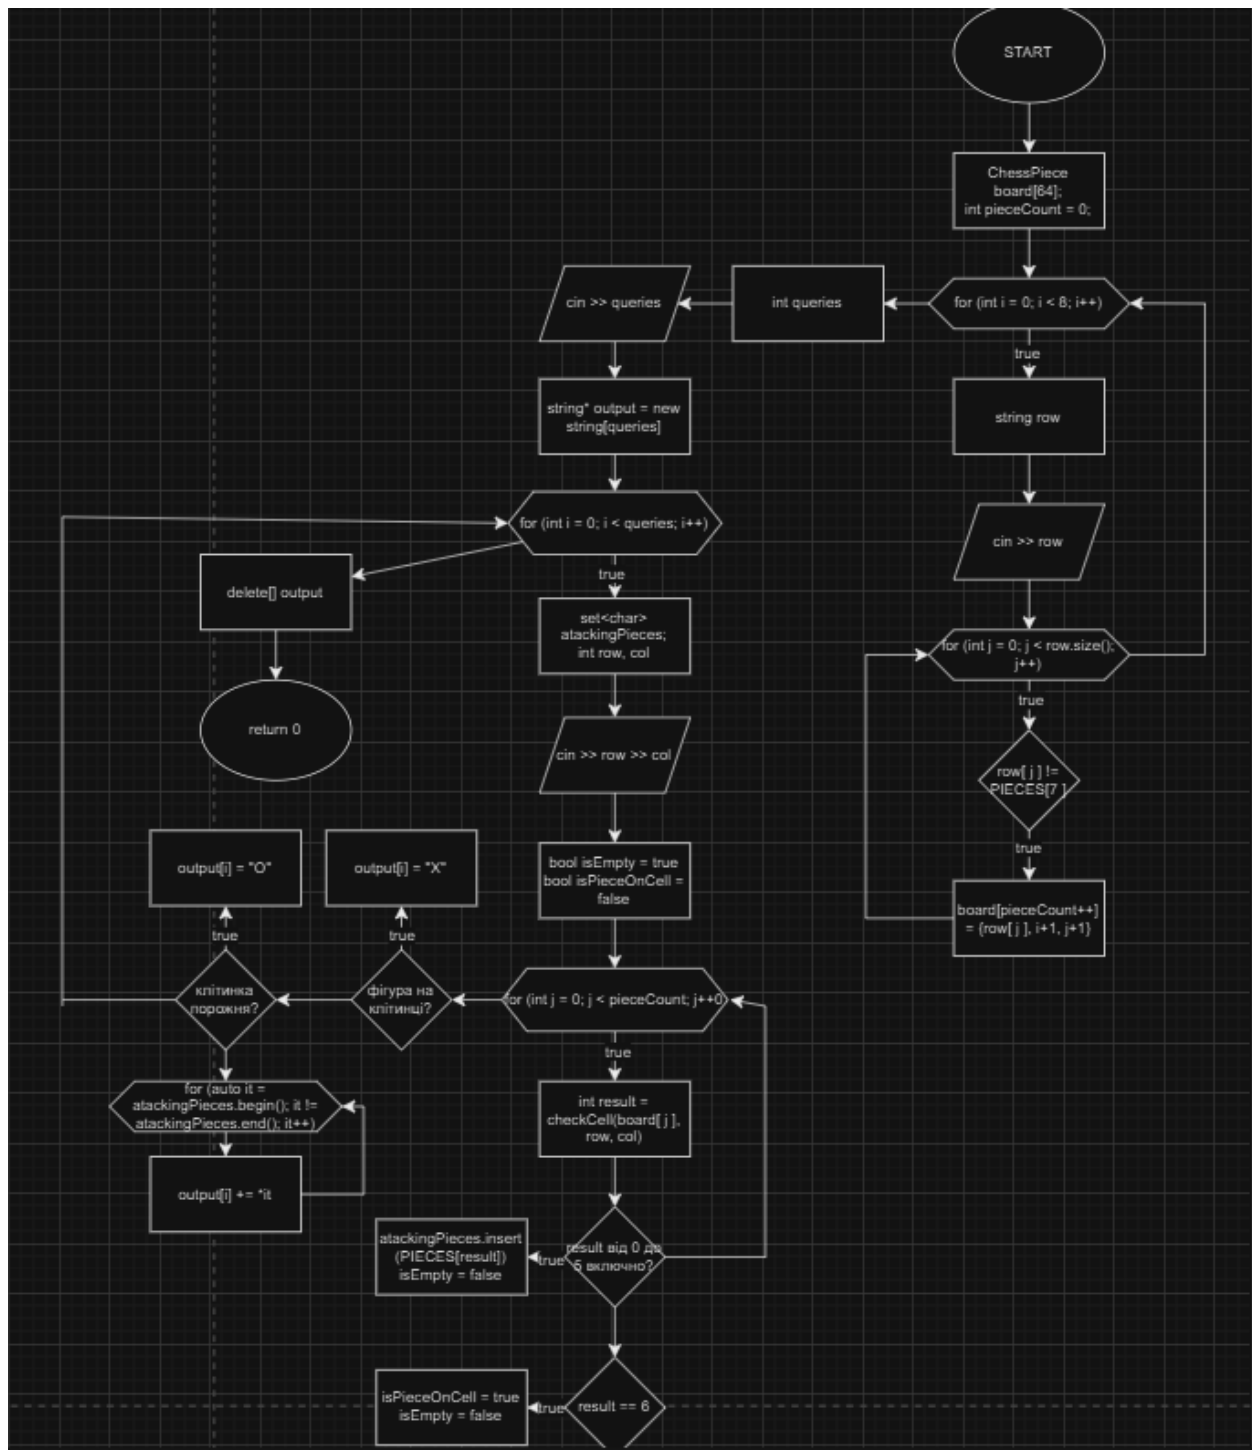 START
ChessPiece
board[64];
int pieceCount = 0;
for (int i = 0; i < 8; i++)
int queries
cin >> queries
true
string row
string* output = new
string[queries]
cin >> row
for (int i = 0; i < queries; i++)
true
delete[] output
set<char>
atackingPieces;
int row, col
for (int j = 0; j < row.size();
j++)
true
return 0
cin >> row >> col
row[ j ] !=
PIECES[7 ]
true
output[i] = "O"
output[i] = "X"
bool isEmpty = true
bool isPieceOnCell =
false
board[pieceCount++]
= {row[ j ], i+1, j+1}
true
true
клітинка
порожня?
фігура на
клітинці?
for (int j = 0; j < pieceCount; j++0
true
for (auto it =
atackingPieces.begin(); it !=
atackingPieces.end(); it++)
int result =
checkCell(board[ j ],
row, col)
output[i] += *it
atackingPieces.insert
(PIECES[result])
isEmpty = false
true
result від 0 до
5 включно?
isPieceOnCell = true
isEmpty = false
true
result == 6